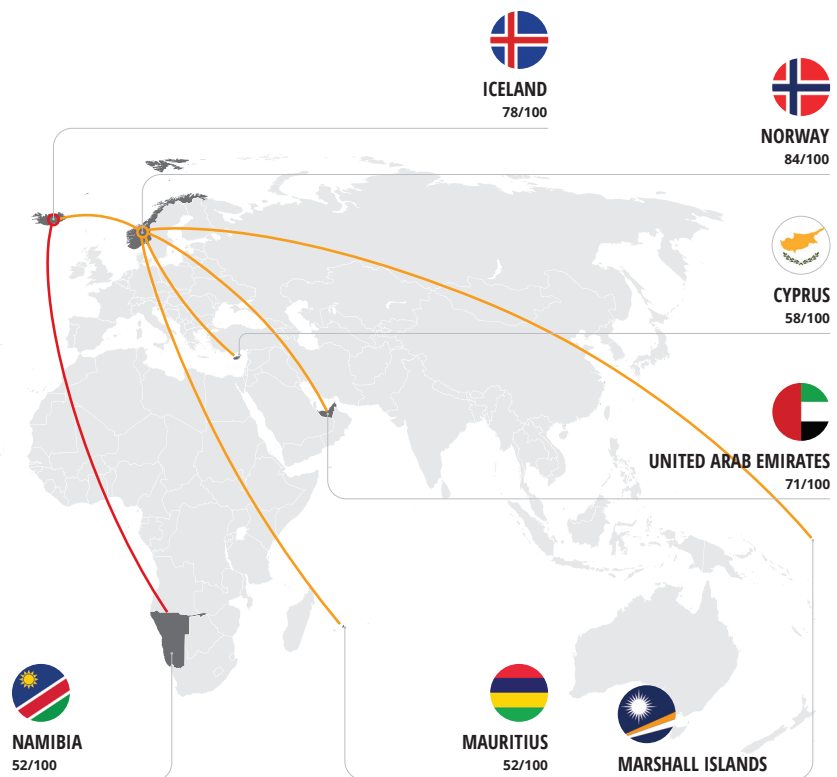 ICELAND
78/100
NORWAY
84/100
CYPRUS
58/100
UNITED ARAB EMIRATES
71/100
NAMIBIA
52/100
MAURITIUS
52/100
MARSHALL ISLANDS